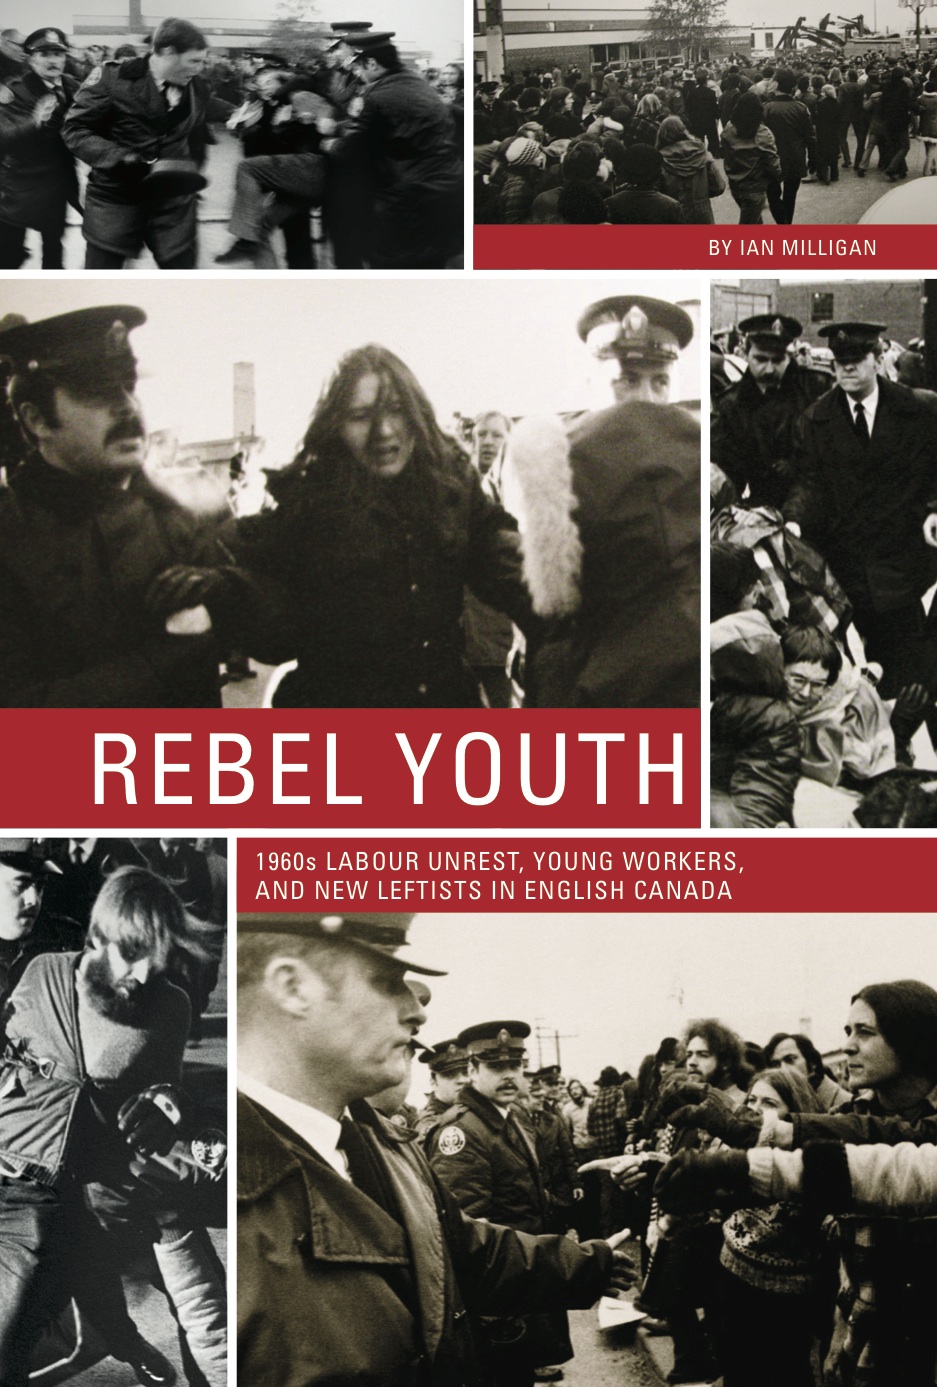 BY IAN MILLIGAN
REBEL YOUTH
1960s LABOUR UNREST, YOUNG WORKERS,
AND NEW LEFTISTS IN ENGLISH CANADA